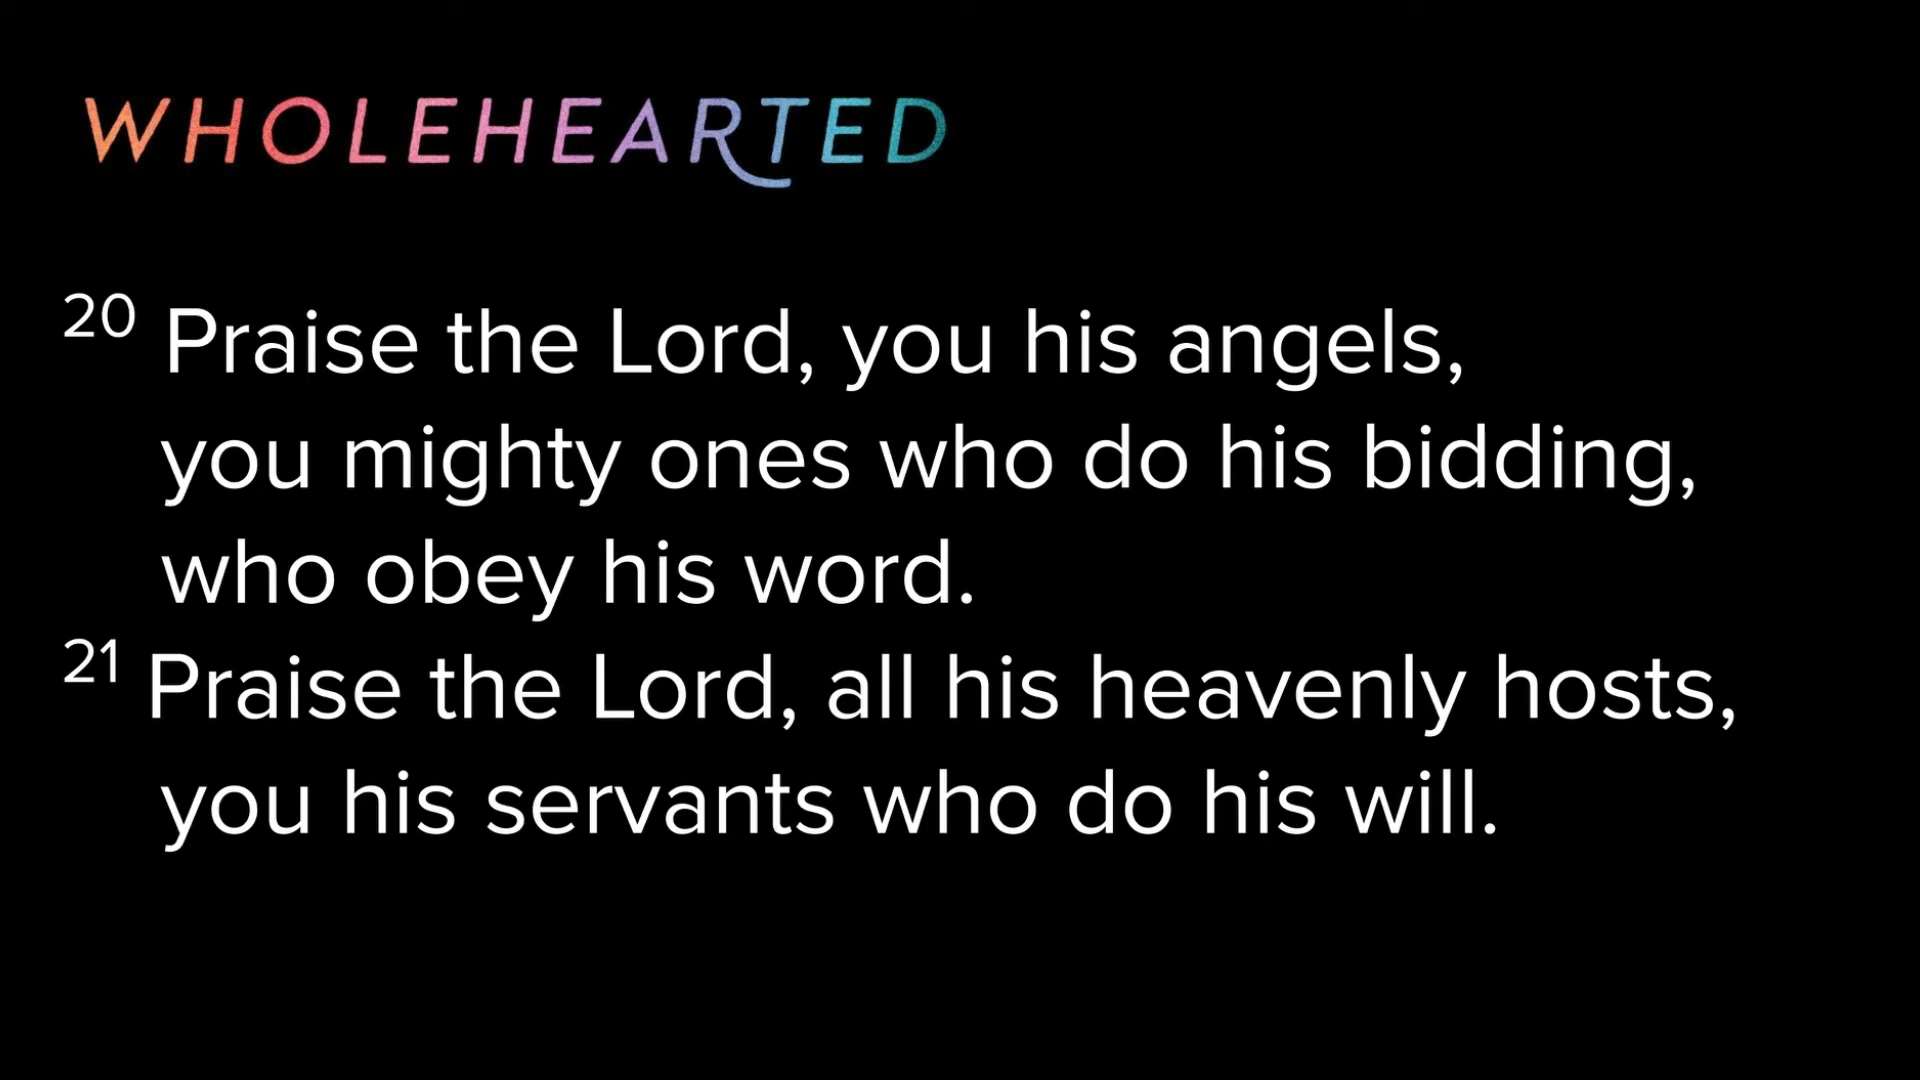 WHOLEHEARTED
20 Praise the Lord, you his angels,
you mighty ones who do his bidding,
who obey his word.
21 Praise the Lord, all his heavenly hosts,
you his servants who do his will.